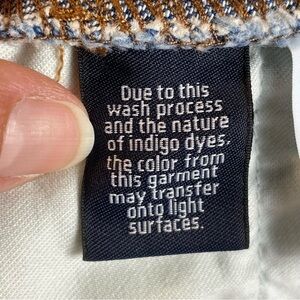 Due to this
wash process
and the nature
of indigo dyes,
the color from
this garment
may transfer
onto light
surfaces.